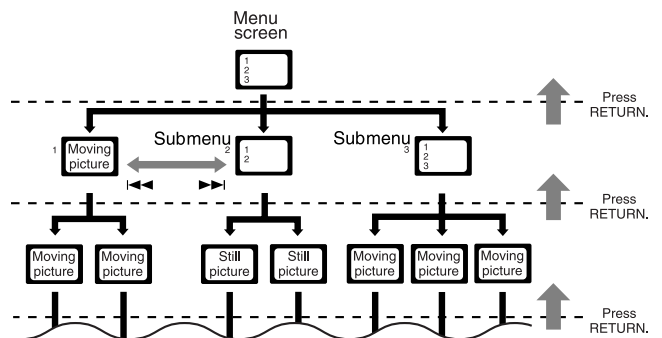 Menu
screen
1
2
3
Press
RETURN.
1
Moving
picture
Submenu
2
1
2
Submenu
3
1
2
3
Press
RETURN.
Moving
picture
Moving
picture
Still
picture
Still
picture
Moving
picture
Moving
picture
Moving
picture
Press
RETURN.